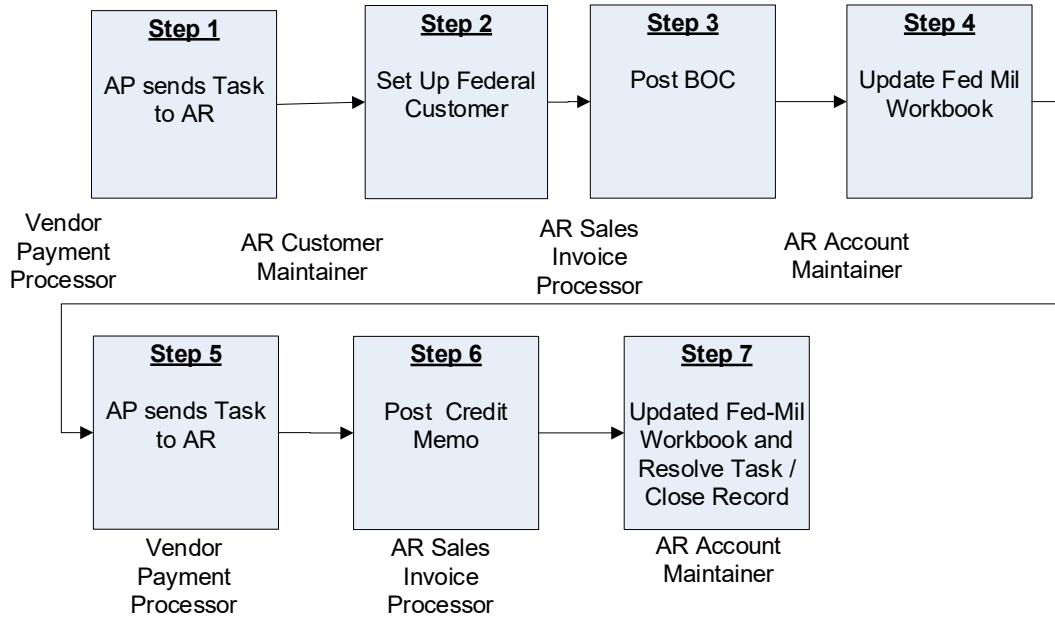 Step 1
AP sends Task
to AR
Step 2
Set Up Federal
Customer
Step 3
Post BOC
Step 4
Update Fed Mil
Workbook
Vendor
Payment
Processor
AR Customer
Maintainer
AR Sales
Invoice
Processor
AR Account
Maintainer
Step 5
AP sends Task
to AR
Step 6
Post Credit
Memo
Step 7
Updated Fed-Mil
Workbook and
Resolve Task /
Close Record
Vendor
Payment
Processor
AR Sales
Invoice
Processor
AR Account
Maintainer